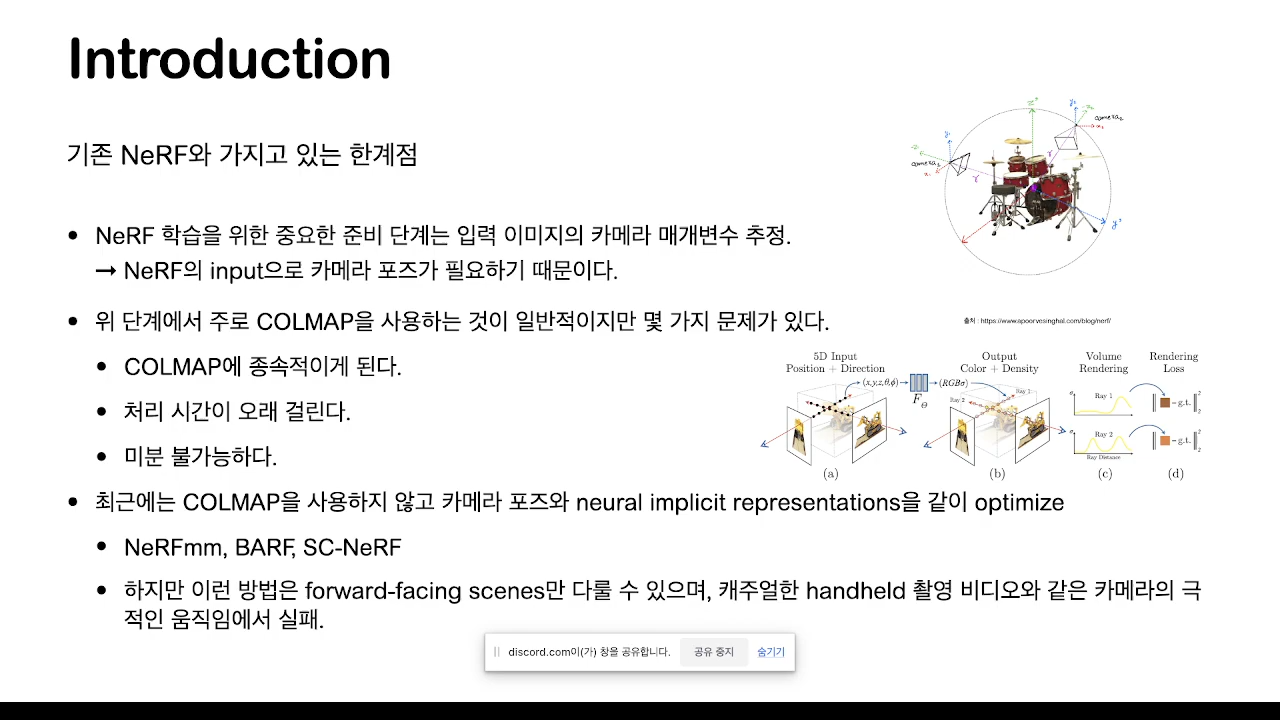 Introduction
기존 NeRF와 가지고 있는 한계점
• NeRF 학습을 위한 중요한 준비 단계는 입력 이미지의 카메라 매개변수 추정.
→ NeRF의 input으로 카메라 포즈가 필요하기 때문이다.
• 위 단계에서 주로 COLMAP을 사용하는 것이 일반적이지만 몇 가지 문제가 있다.
• COLMAP에 종속적이게 된다.
• 처리 시간이 오래 걸린다.
• 미분 불가능하다.
• 최근에는 COLMAP을 사용하지 않고 카메라 포즈와 neural implicit representations을 같이 optimize
• NeRFmm, BARF, SC-NeRF
• 하지만 이런 방법은 forward-facing scenes만 다룰 수 있으며, 캐주얼한 handheld 촬영 비디오와 같은 카메라의 극
적인 움직임에서 실패.
camera₁
camera₂
출처 : https://www.apoorvesinghal.com/blog/nerf/
5D Input
Position + Direction
Output
Color + Density
Volume
Rendering
Rendering
Loss
(x,y,z,θ,ϕ)
F_Θ
(RGBσ)
Ray 1
Ray 2
σ
Ray 1
σ
Ray 2
Ray Distance
‖ - g.t. ‖²₂
‖ - g.t. ‖²₂
(a)
(b)
(c)
(d)
discord.com이(가) 창을 공유합니다.
공유 중지
숨기기